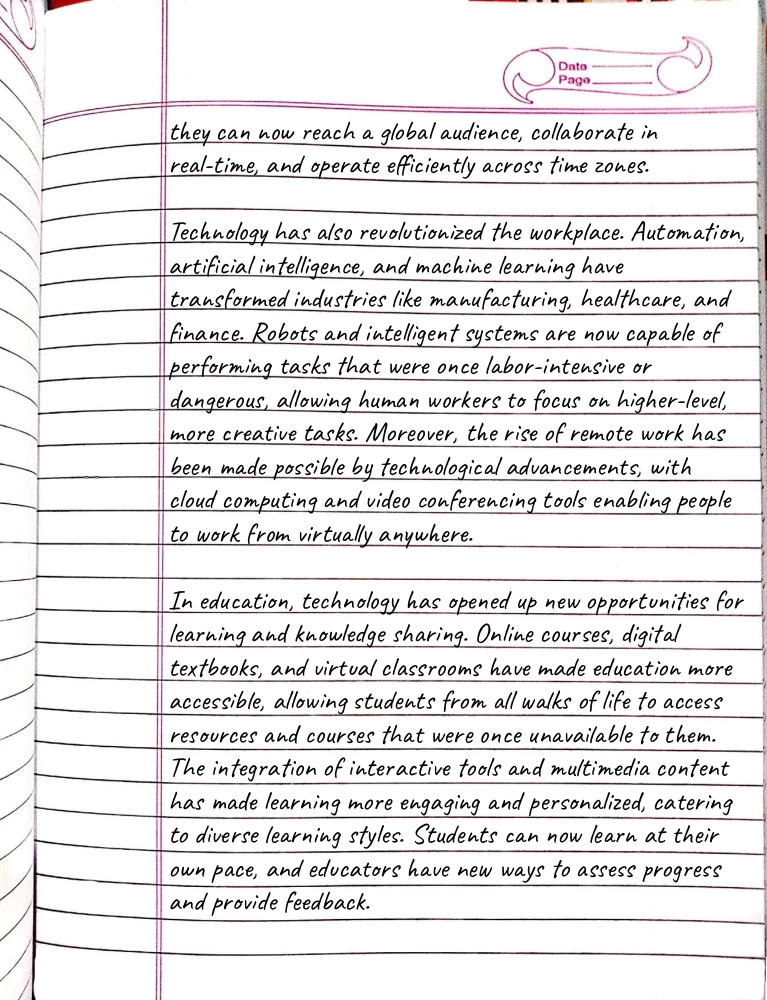 Date
Page
they can now reach a global audience, collaborate in
real-time, and operate efficiently across time zones.
Technology has also revolutionized the workplace. Automation,
artificial intelligence, and machine learning have
transformed industries like manufacturing, healthcare, and
finance. Robots and intelligent systems are now capable of
performing tasks that were once labor-intensive or
dangerous, allowing human workers to focus on higher-level,
more creative tasks. Moreover, the rise of remote work has
been made possible by technological advancements, with
cloud computing and video conferencing tools enabling people
to work from virtually anywhere.
In education, technology has opened up new opportunities for
learning and knowledge sharing. Online courses, digital
textbooks, and virtual classrooms have made education more
accessible, allowing students from all walks of life to access
resources and courses that were once unavailable to them.
The integration of interactive tools and multimedia content
has made learning more engaging and personalized, catering
to diverse learning styles. Students can now learn at their
own pace, and educators have new ways to assess progress
and provide feedback.